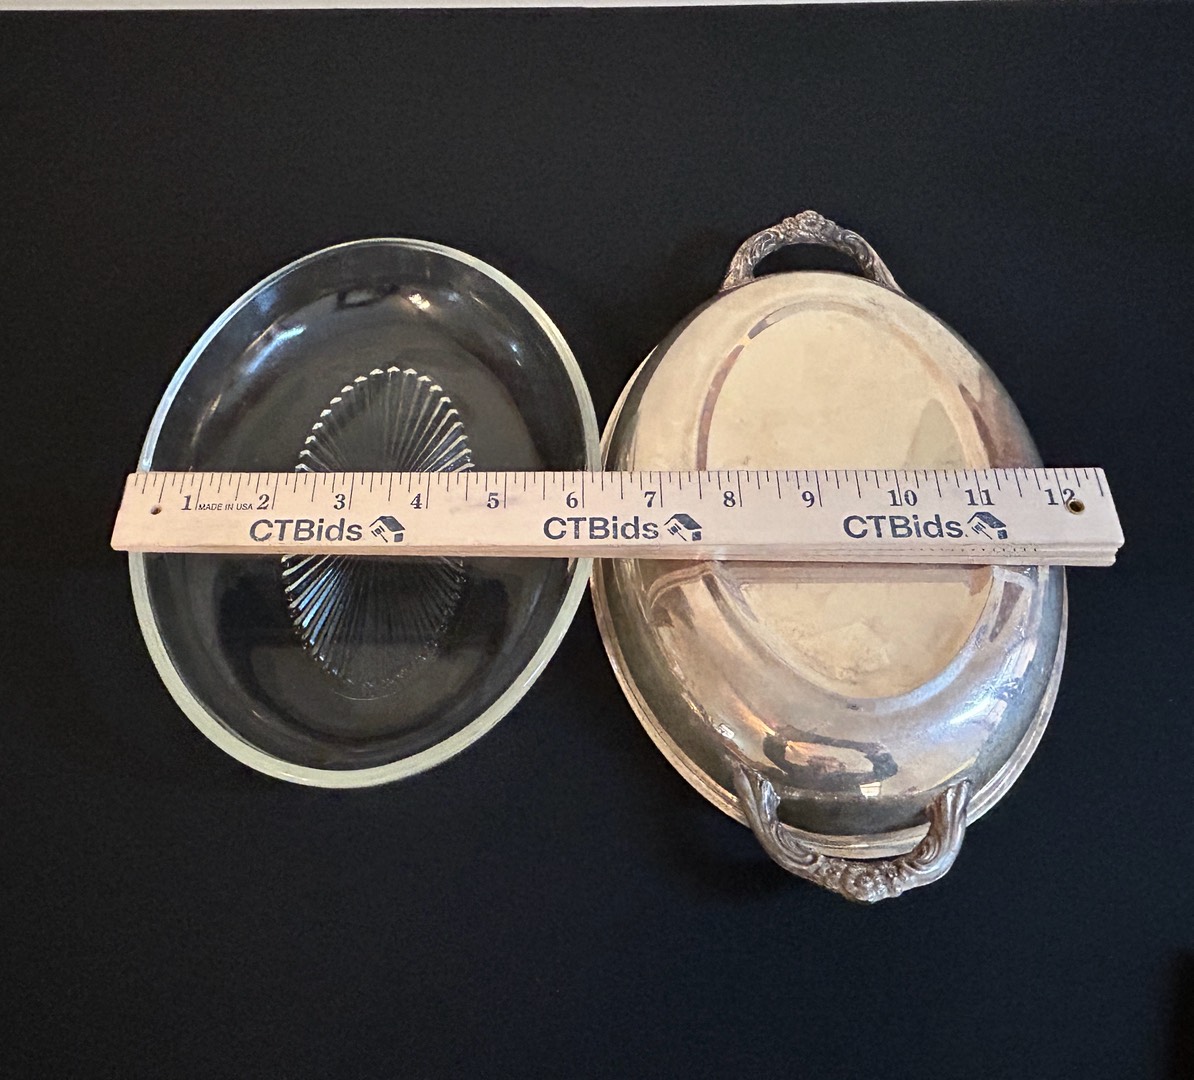 1 MADE IN USA 2 3 4 5 6 7 8 9 10 11 12
CTBids CTBids CTBids.